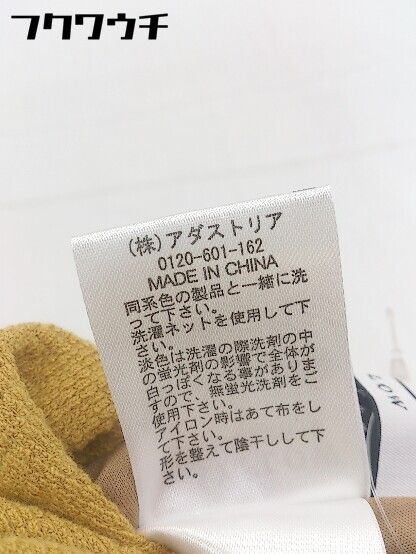 フクワウチ
(株)アダストリア
0120-601-162
MADE IN CHINA
同系色の製品と一緒に洗
って下さい。
洗濯ネットを使用して下
さい。
淡色は洗濯の際洗剤の中
の蛍光剤の影響で全体が
白っぽくなる事がありま
すので、無蛍光洗剤をご
使用下さい。
アイロン時はあて布をし
て下さい。
形を整えて陰干しして下
さい。